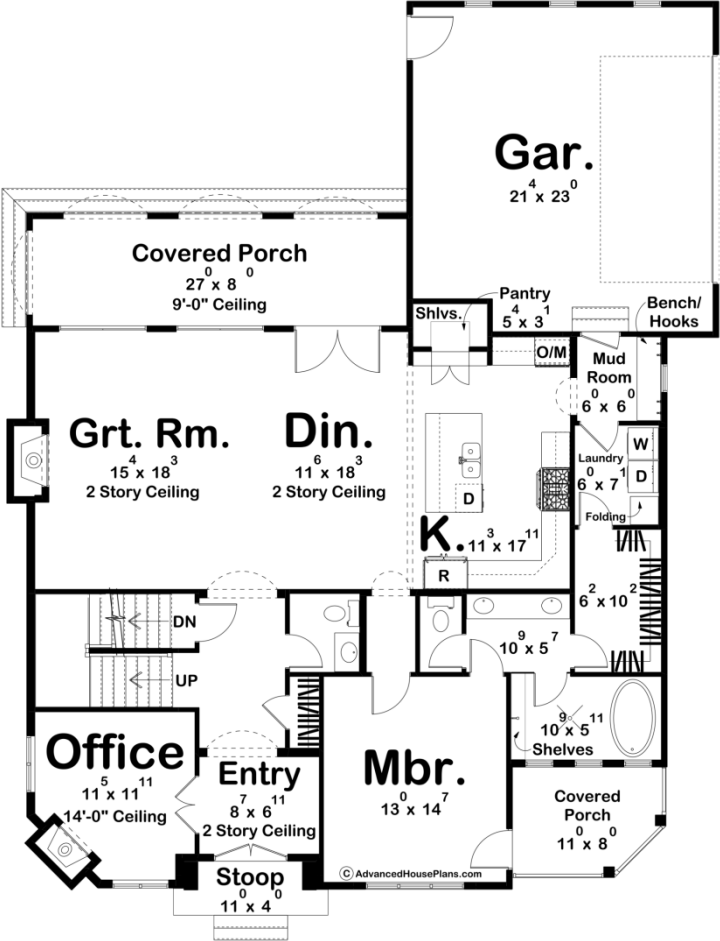 Gar.
21⁴ x 23⁰
Covered Porch
27⁰ x 8⁰
9'-0" Ceiling
Pantry
5⁴ x 3¹
Shlvs.
Bench/
Hooks
O/M
Mud
Room
6⁰ x 6⁰
Grt. Rm.
15⁴ x 18³
2 Story Ceiling
Din.
11⁶ x 18³
2 Story Ceiling
W
Laundry
6⁰ x 7¹
D
D
Folding
K.
11³ x 17¹¹
R
DN
UP
6² x 10²
10⁹ x 5⁷
10⁹ x 5¹¹
Shelves
Office
11⁵ x 11¹¹
14'-0" Ceiling
Entry
8⁷ x 6¹¹
2 Story Ceiling
Mbr.
13⁰ x 14⁷
Covered
Porch
11⁰ x 8⁰
Stoop
11⁰ x 4⁰
© AdvancedHousePlans.com